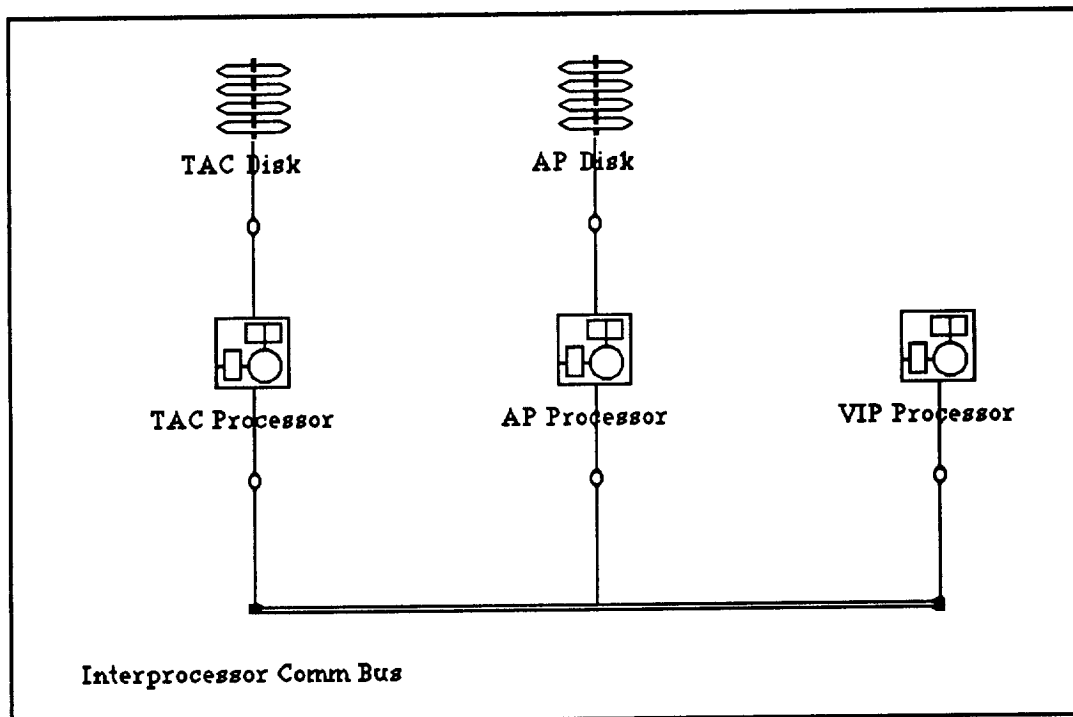 TAC Disk
AP Disk
TAC Processor
AP Processor
VIP Processor
Interprocessor Comm Bus